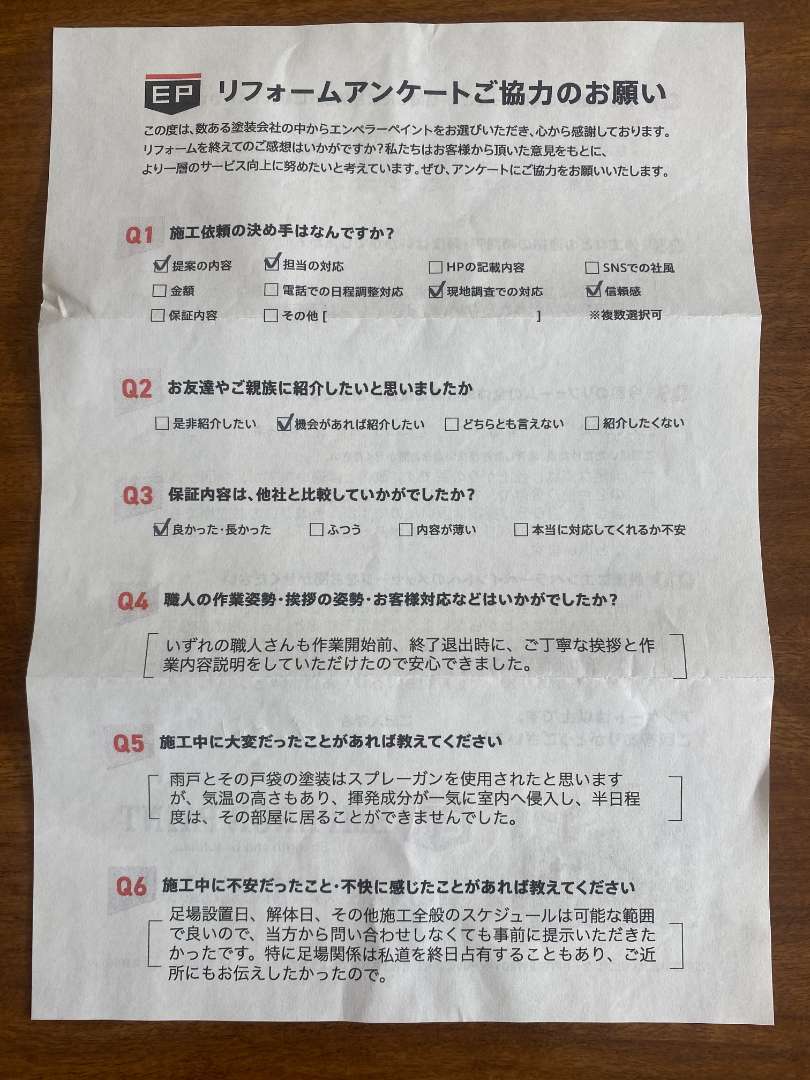 EP リフォームアンケートご協力のお願い
この度は、数ある塗装会社の中からエンペラーペイントをお選びいただき、心から感謝しております。
リフォームを終えてのご感想はいかがですか？私たちはお客様から頂いた意見をもとに、
より一層のサービス向上に努めたいと考えています。ぜひ、アンケートにご協力をお願いいたします。
Q1 施工依頼の決め手はなんですか？
☑提案の内容 ☑担当の対応 □HPの記載内容 □SNSでの社風
□金額 □電話での日程調整対応 ☑現地調査での対応 ☑信頼感
□保証内容 □その他 [ ] ※複数選択可
Q2 お友達やご親族に紹介したいと思いましたか
□是非紹介したい ☑機会があれば紹介したい □どちらとも言えない □紹介したくない
Q3 保証内容は、他社と比較していかがでしたか？
☑良かった・長かった □ふつう □内容が薄い □本当に対応してくれるか不安
Q4 職人の作業姿勢・挨拶の姿勢・お客様対応などはいかがでしたか？
いずれの職人さんも作業開始前、終了退出時に、ご丁寧な挨拶と作
業内容説明をしていただけたので安心できました。
Q5 施工中に大変だったことがあれば教えてください
雨戸とその戸袋の塗装はスプレーガンを使用されたと思います
が、気温の高さもあり、揮発成分が一気に室内へ侵入し、半日程
度は、その部屋に居ることができませんでした。
Q6 施工中に不安だったこと・不快に感じたことがあれば教えてください
足場設置日、解体日、その他施工全般のスケジュールは可能な範囲
で良いので、当方から問い合わせしなくても事前に提示いただきた
かったです。特に足場関係は私道を終日占有することもあり、ご近
所にもお伝えしたかったので。